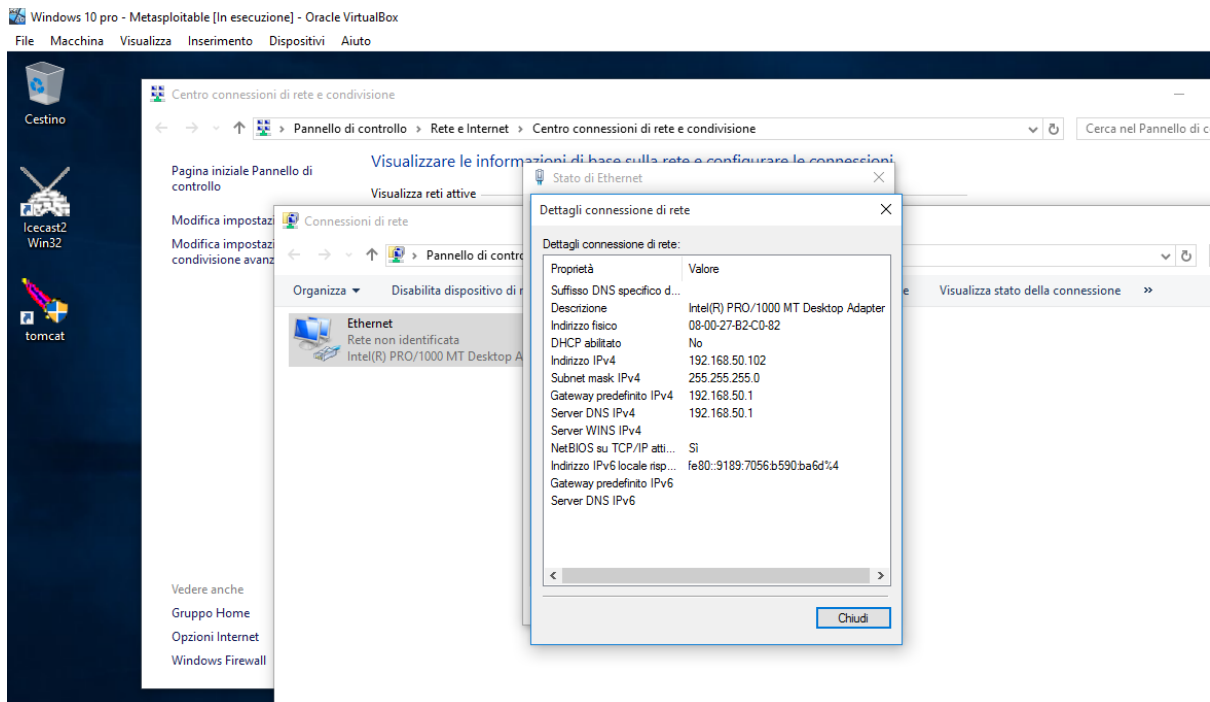 Windows 10 pro - Metasploitable [In esecuzione] - Oracle VirtualBox
File Macchina Visualizza Inserimento Dispositivi Aiuto
Cestino
Icecast2
Win32
tomcat
Centro connessioni di rete e condivisione
Pannello di controllo > Rete e Internet > Centro connessioni di rete e condivisione
Cerca nel Pannello di c
Pagina iniziale Pannello di
controllo
Modifica impostaz
Modifica impostaz
condivisione avanz
Visualizzare le informazioni di base sulla rete e configurare le connessioni
Visualizza reti attive
Connessioni di rete
Pannello di contro
Organizza Disabilita dispositivo di r
e Visualizza stato della connessione »
Ethernet
Rete non identificata
Intel(R) PRO/1000 MT Desktop A
Stato di Ethernet
Dettagli connessione di rete
Dettagli connessione di rete:
Proprietà Valore
Suffisso DNS specifico d...
Descrizione Intel(R) PRO/1000 MT Desktop Adapter
Indirizzo fisico 08-00-27-B2-C0-82
DHCP abilitato No
Indirizzo IPv4 192.168.50.102
Subnet mask IPv4 255.255.255.0
Gateway predefinito IPv4 192.168.50.1
Server DNS IPv4 192.168.50.1
Server WINS IPv4
NetBIOS su TCP/IP atti... Sì
Indirizzo IPv6 locale risp... fe80::9189:7056:b590:ba6d%4
Gateway predefinito IPv6
Server DNS IPv6
Chiudi
Vedere anche
Gruppo Home
Opzioni Internet
Windows Firewall